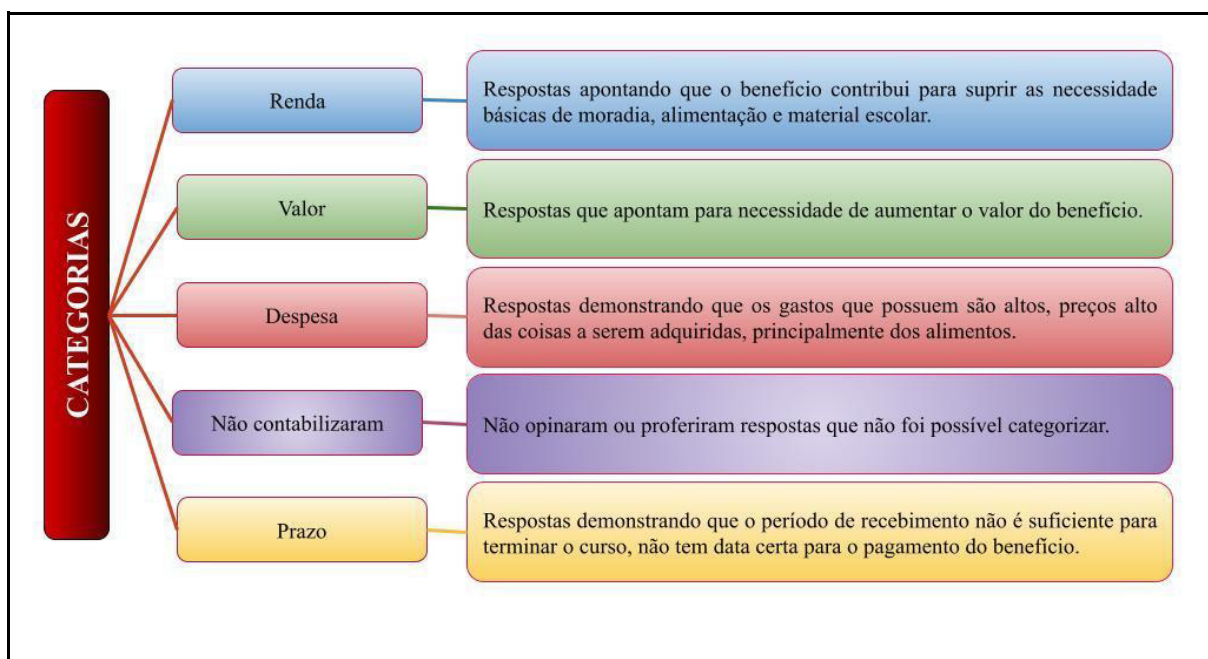 CATEGORIAS
Renda
Respostas apontando que o benefício contribui para suprir as necessidade
básicas de moradia, alimentação e material escolar.
Valor
Respostas que apontam para necessidade de aumentar o valor do benefício.
Despesa
Respostas demonstrando que os gastos que possuem são altos, preços alto
das coisas a serem adquiridas, principalmente dos alimentos.
Não contabilizaram
Não opinaram ou proferiram respostas que não foi possível categorizar.
Prazo
Respostas demonstrando que o período de recebimento não é suficiente para
terminar o curso, não tem data certa para o pagamento do benefício.